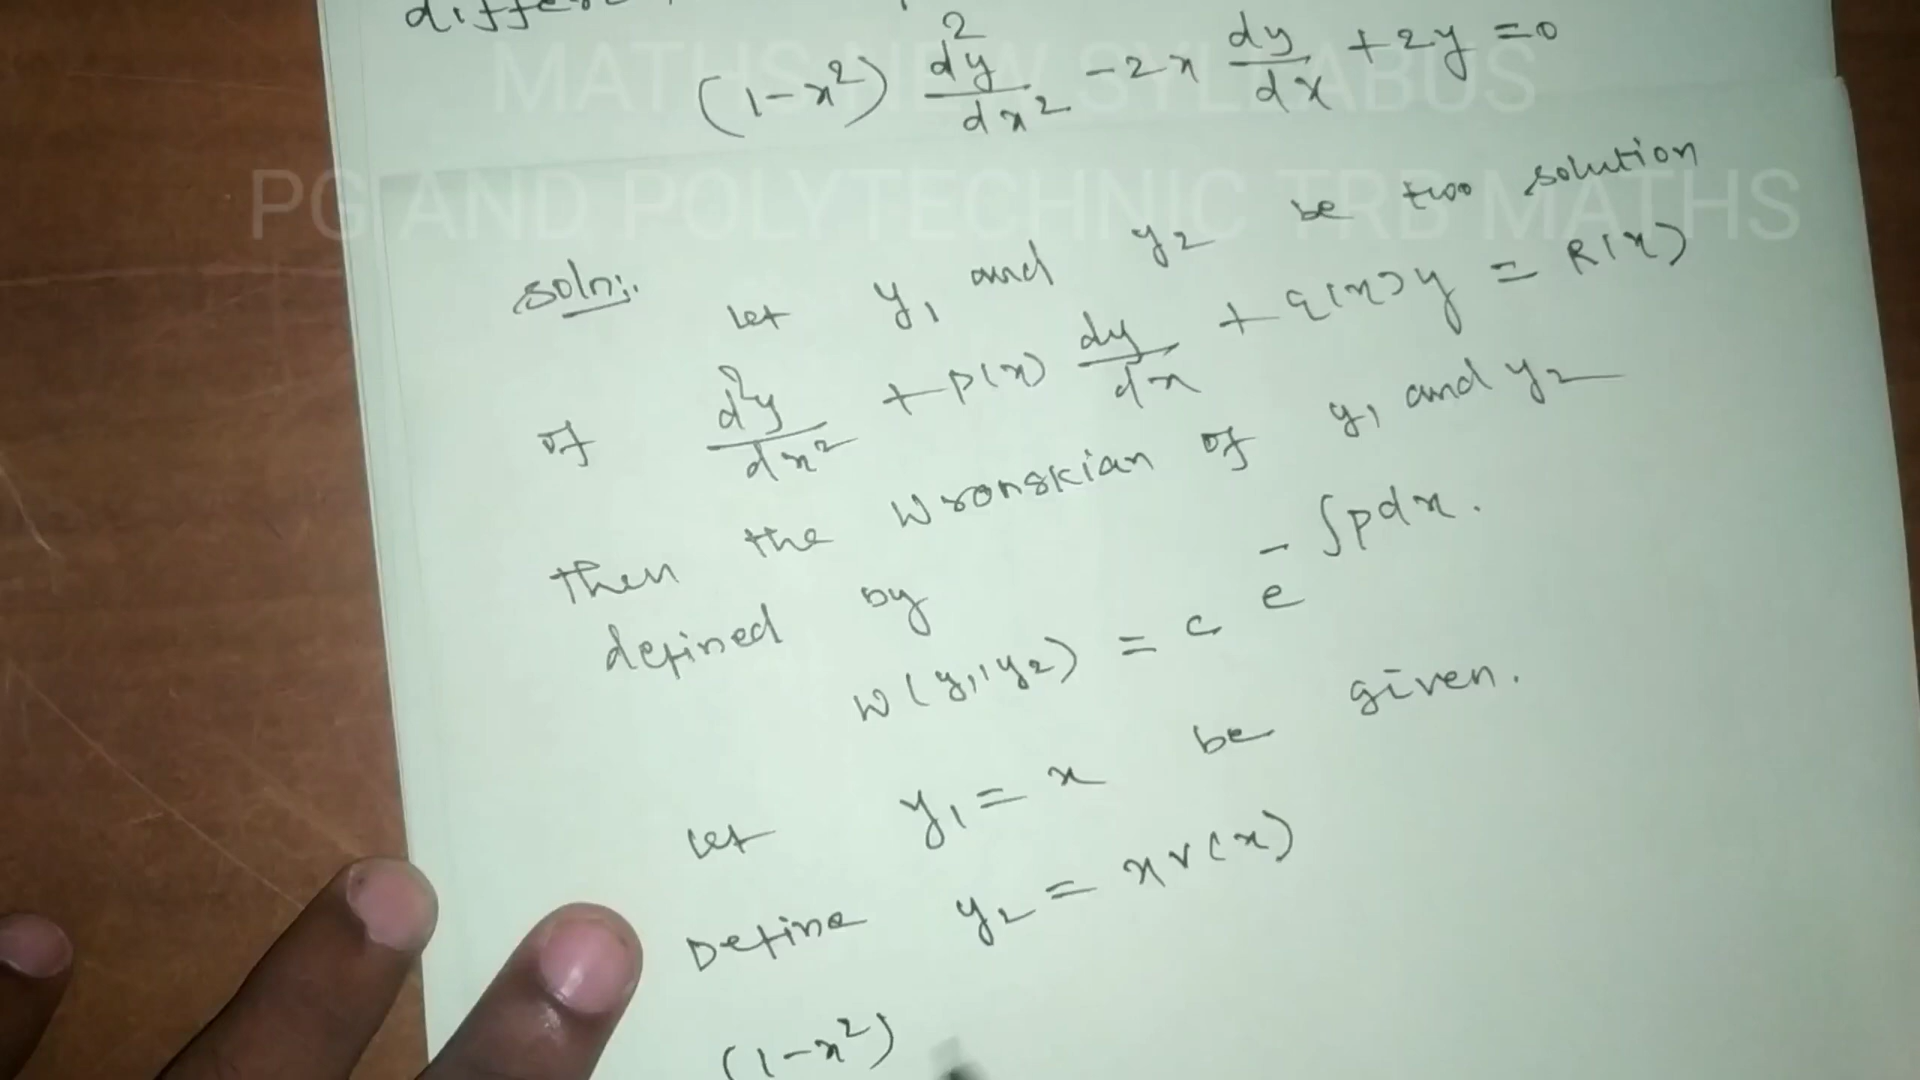 (1-x²) d²y/dx² - 2x dy/dx + 2y = 0
MATHS NEW SYLLABUS
PG AND POLYTECHNIC TRB MATHS
soln:. Let y₁ and y₂ be two solution
of d²y/dx² + p(x) dy/dx + q(x)y = R(x)
then the wronskian of y₁ and y₂
defined by
W(y₁,y₂) = c e^-∫pdx.
Let y₁ = x be given.
Define y₂ = xv(x)
(1-x²)